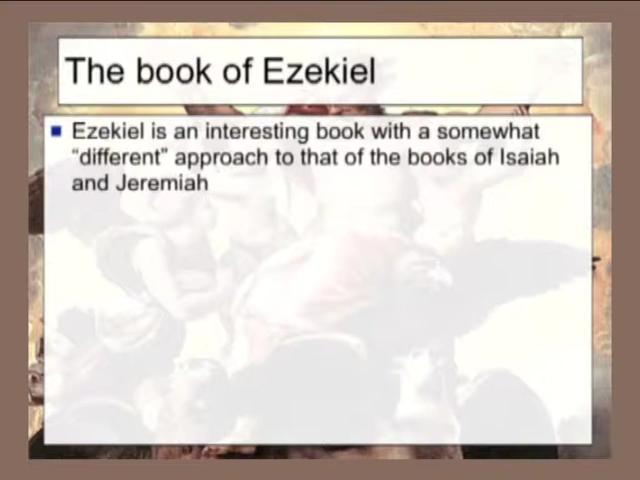 The book of Ezekiel
Ezekiel is an interesting book with a somewhat
“different” approach to that of the books of Isaiah
and Jeremiah